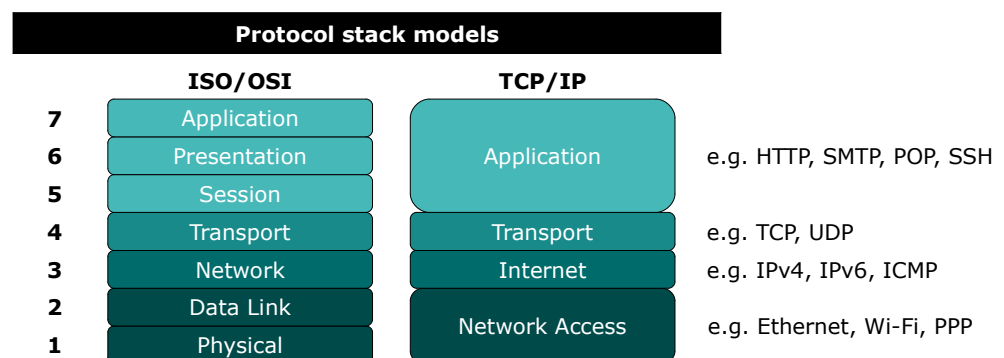 Protocol stack models
ISO/OSI TCP/IP
7 Application
6 Presentation Application e.g. HTTP, SMTP, POP, SSH
5 Session
4 Transport Transport e.g. TCP, UDP
3 Network Internet e.g. IPv4, IPv6, ICMP
2 Data Link
Network Access e.g. Ethernet, Wi-Fi, PPP
1 Physical